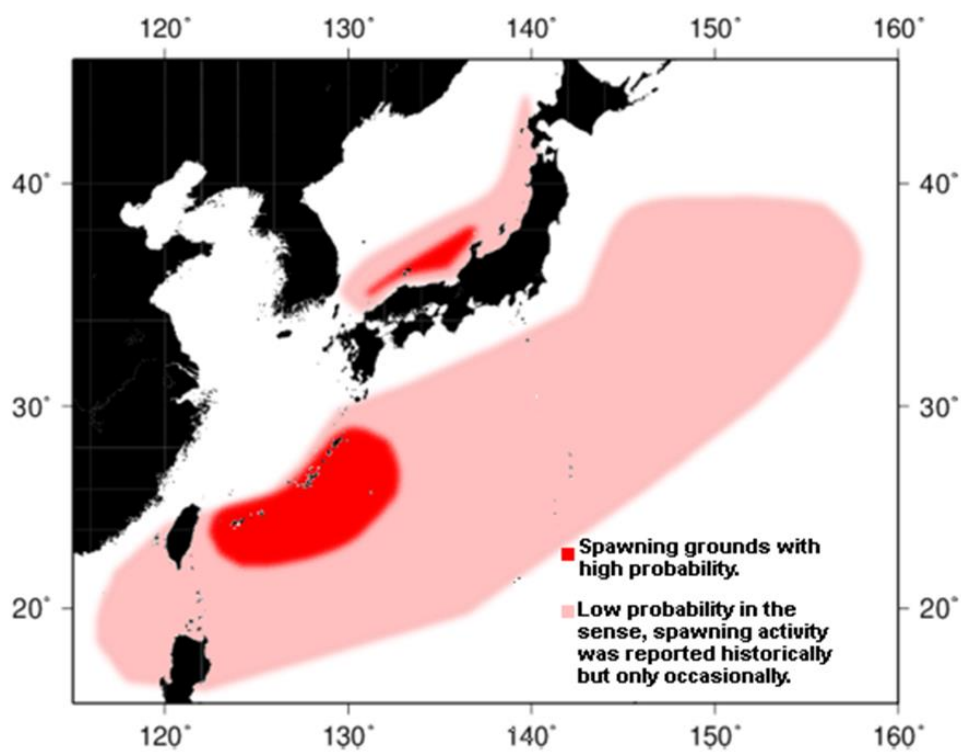 120° 130° 140° 150° 160°
40° 40°
30° 30°
Spawning grounds with
high probability.
20° 20°
Low probability in the
sense, spawning activity
was reported historically
but only occasionally.
120° 130° 140° 150° 160°